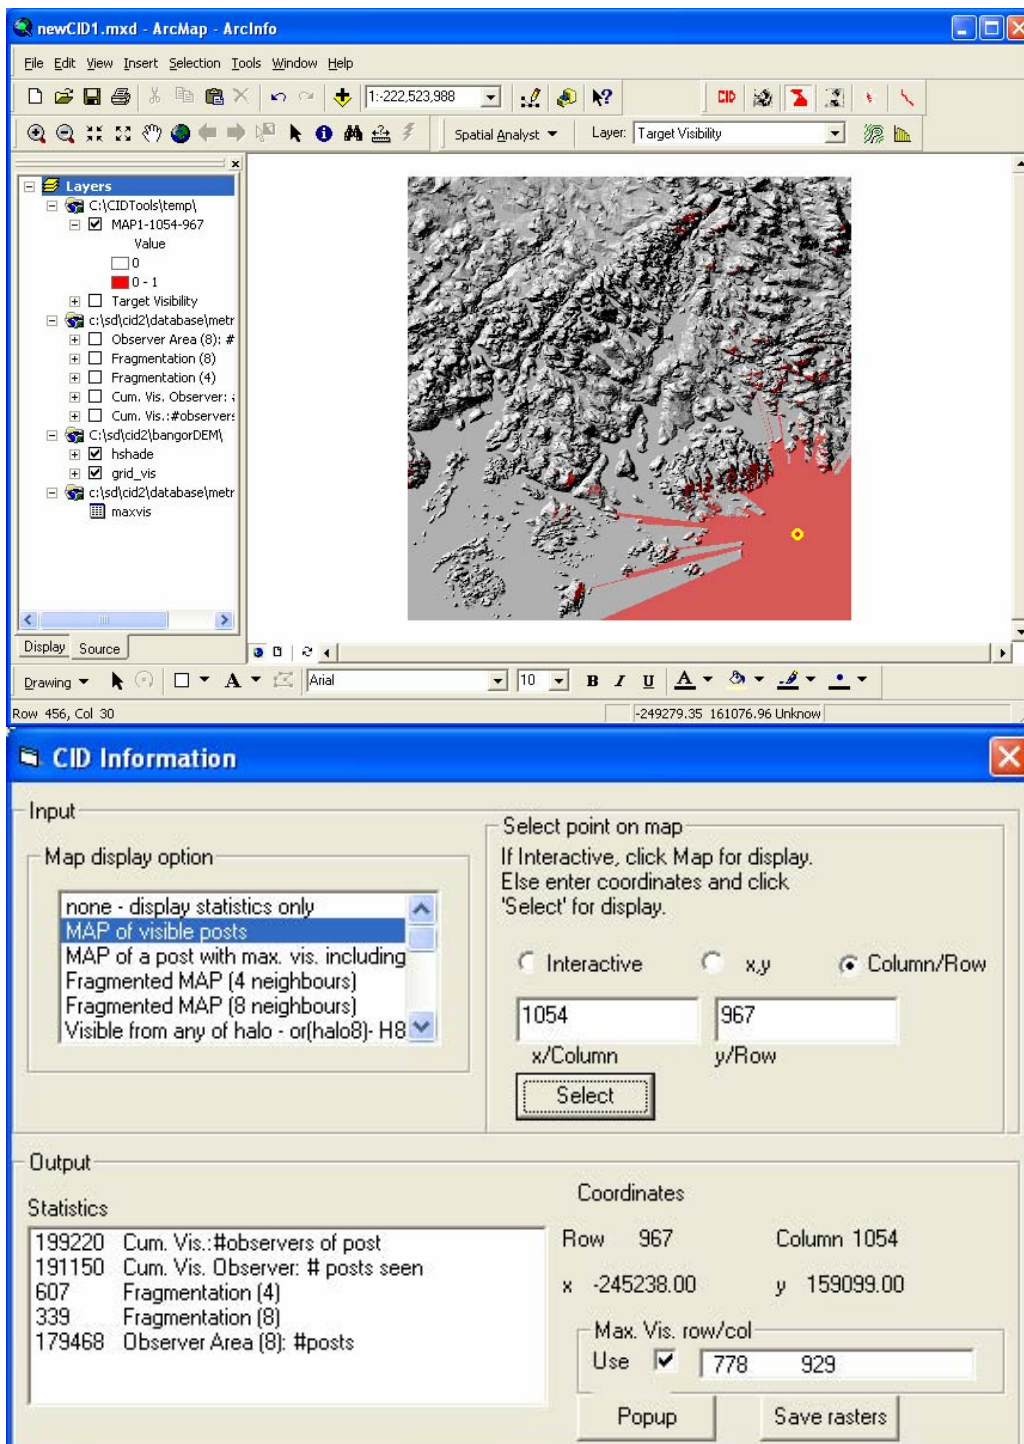 newCID1.mxd - ArcMap - ArcInfo
File Edit View Insert Selection Tools Window Help
1:-222,523,988
CID
Spatial Analyst
Layer: Target Visibility
Layers
C:\CIDTools\temp\
MAP1-1054-967
Value
0
0 - 1
Target Visibility
c:\sd\cid2\database\metr
Observer Area (8): #
Fragmentation (8)
Fragmentation (4)
Cum. Vis. Observer:
Cum. Vis.:#observers
C:\sd\cid2\bangorDEM\
hshade
grid_vis
c:\sd\cid2\database\metr
maxvis
Display Source
Drawing A Arial 10 B I U A
Row 456, Col 30
-249279.35 161076.96 Unknow
CID Information
Input
Map display option
none - display statistics only
MAP of visible posts
MAP of a post with max. vis. including
Fragmented MAP (4 neighbours)
Fragmented MAP (8 neighbours)
Visible from any of halo - or(halo8)- H8
Select point on map
If Interactive, click Map for display.
Else enter coordinates and click
'Select' for display.
Interactive x,y Column/Row
1054 967
x/Column y/Row
Select
Output
Statistics
199220 Cum. Vis.:#observers of post
191150 Cum. Vis. Observer: # posts seen
607 Fragmentation (4)
339 Fragmentation (8)
179468 Observer Area (8): #posts
Coordinates
Row 967 Column 1054
x -245238.00 y 159099.00
Max. Vis. row/col
Use 778 929
Popup Save rasters